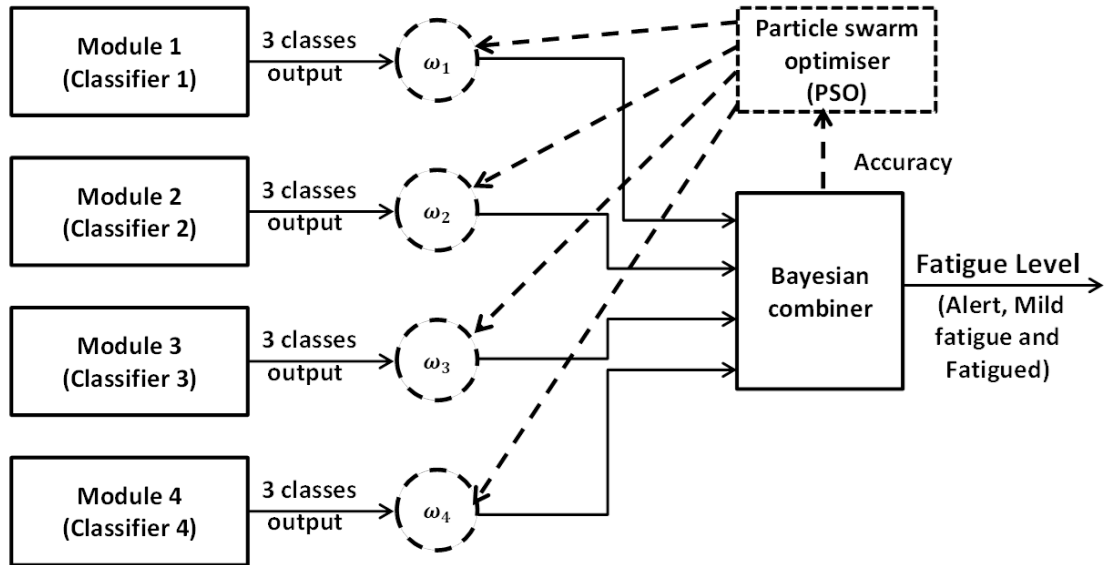 Module 1
(Classifier 1)
3 classes
output
ω₁
Particle swarm
optimiser
(PSO)
Accuracy
Module 2
(Classifier 2)
3 classes
output
ω₂
Bayesian
combiner
Fatigue Level
(Alert, Mild
fatigue and
Fatigued)
Module 3
(Classifier 3)
3 classes
output
ω₃
Module 4
(Classifier 4)
3 classes
output
ω₄